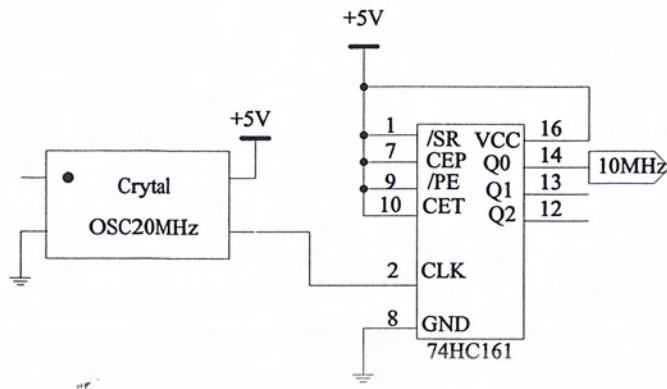 +5V
+5V
Crytal
OSC20MHz
1 /SR VCC 16
7 CEP Q0 14
10MHz
9 /PE Q1 13
10 CET Q2 12
2 CLK
8 GND
74HC161